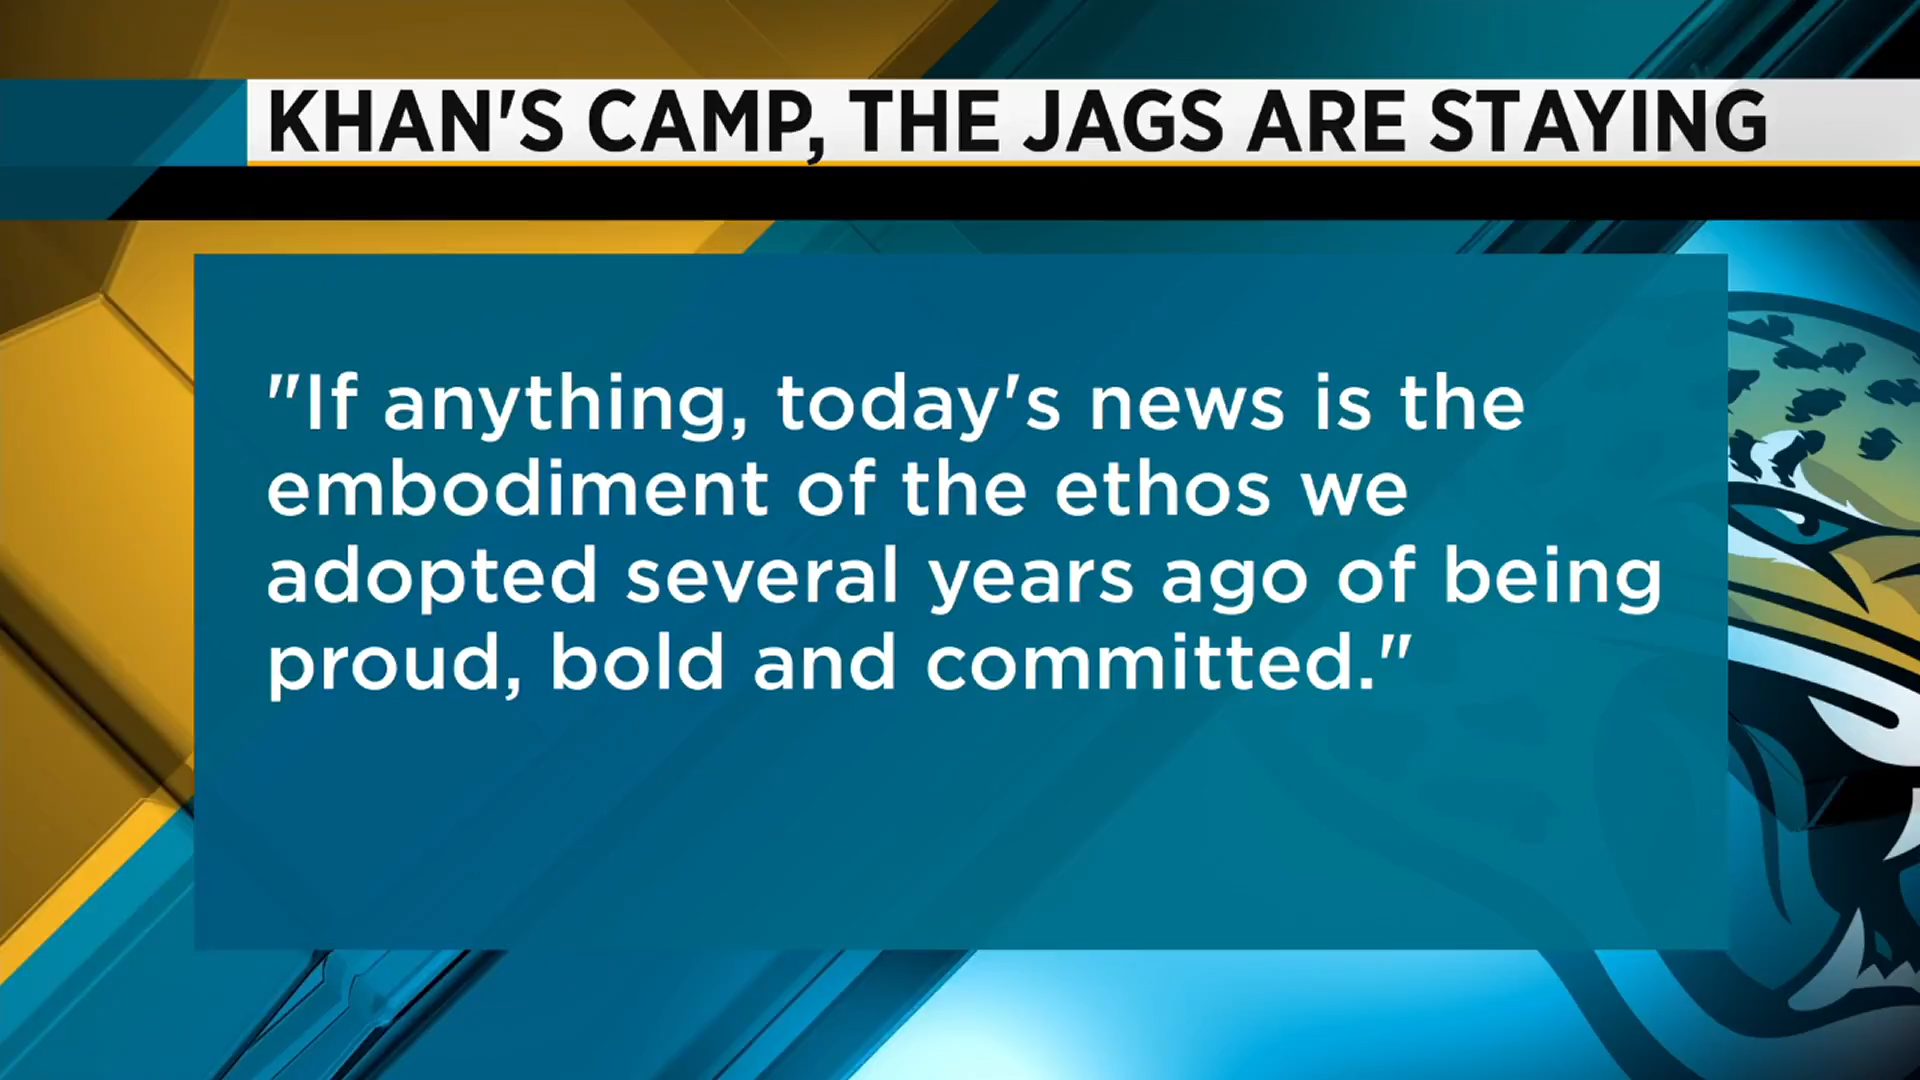 KHAN'S CAMP, THE JAGS ARE STAYING
"If anything, today's news is the
embodiment of the ethos we
adopted several years ago of being
proud, bold and committed."